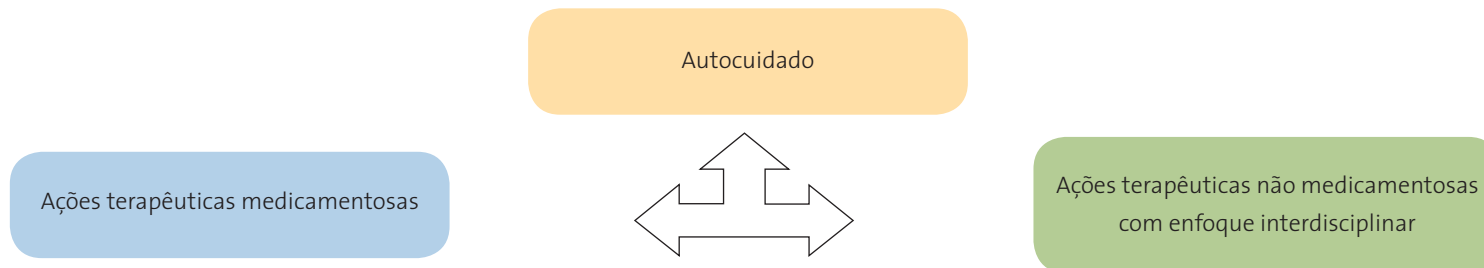 Autocuidado
Ações terapêuticas medicamentosas
Ações terapêuticas não medicamentosas
com enfoque interdisciplinar